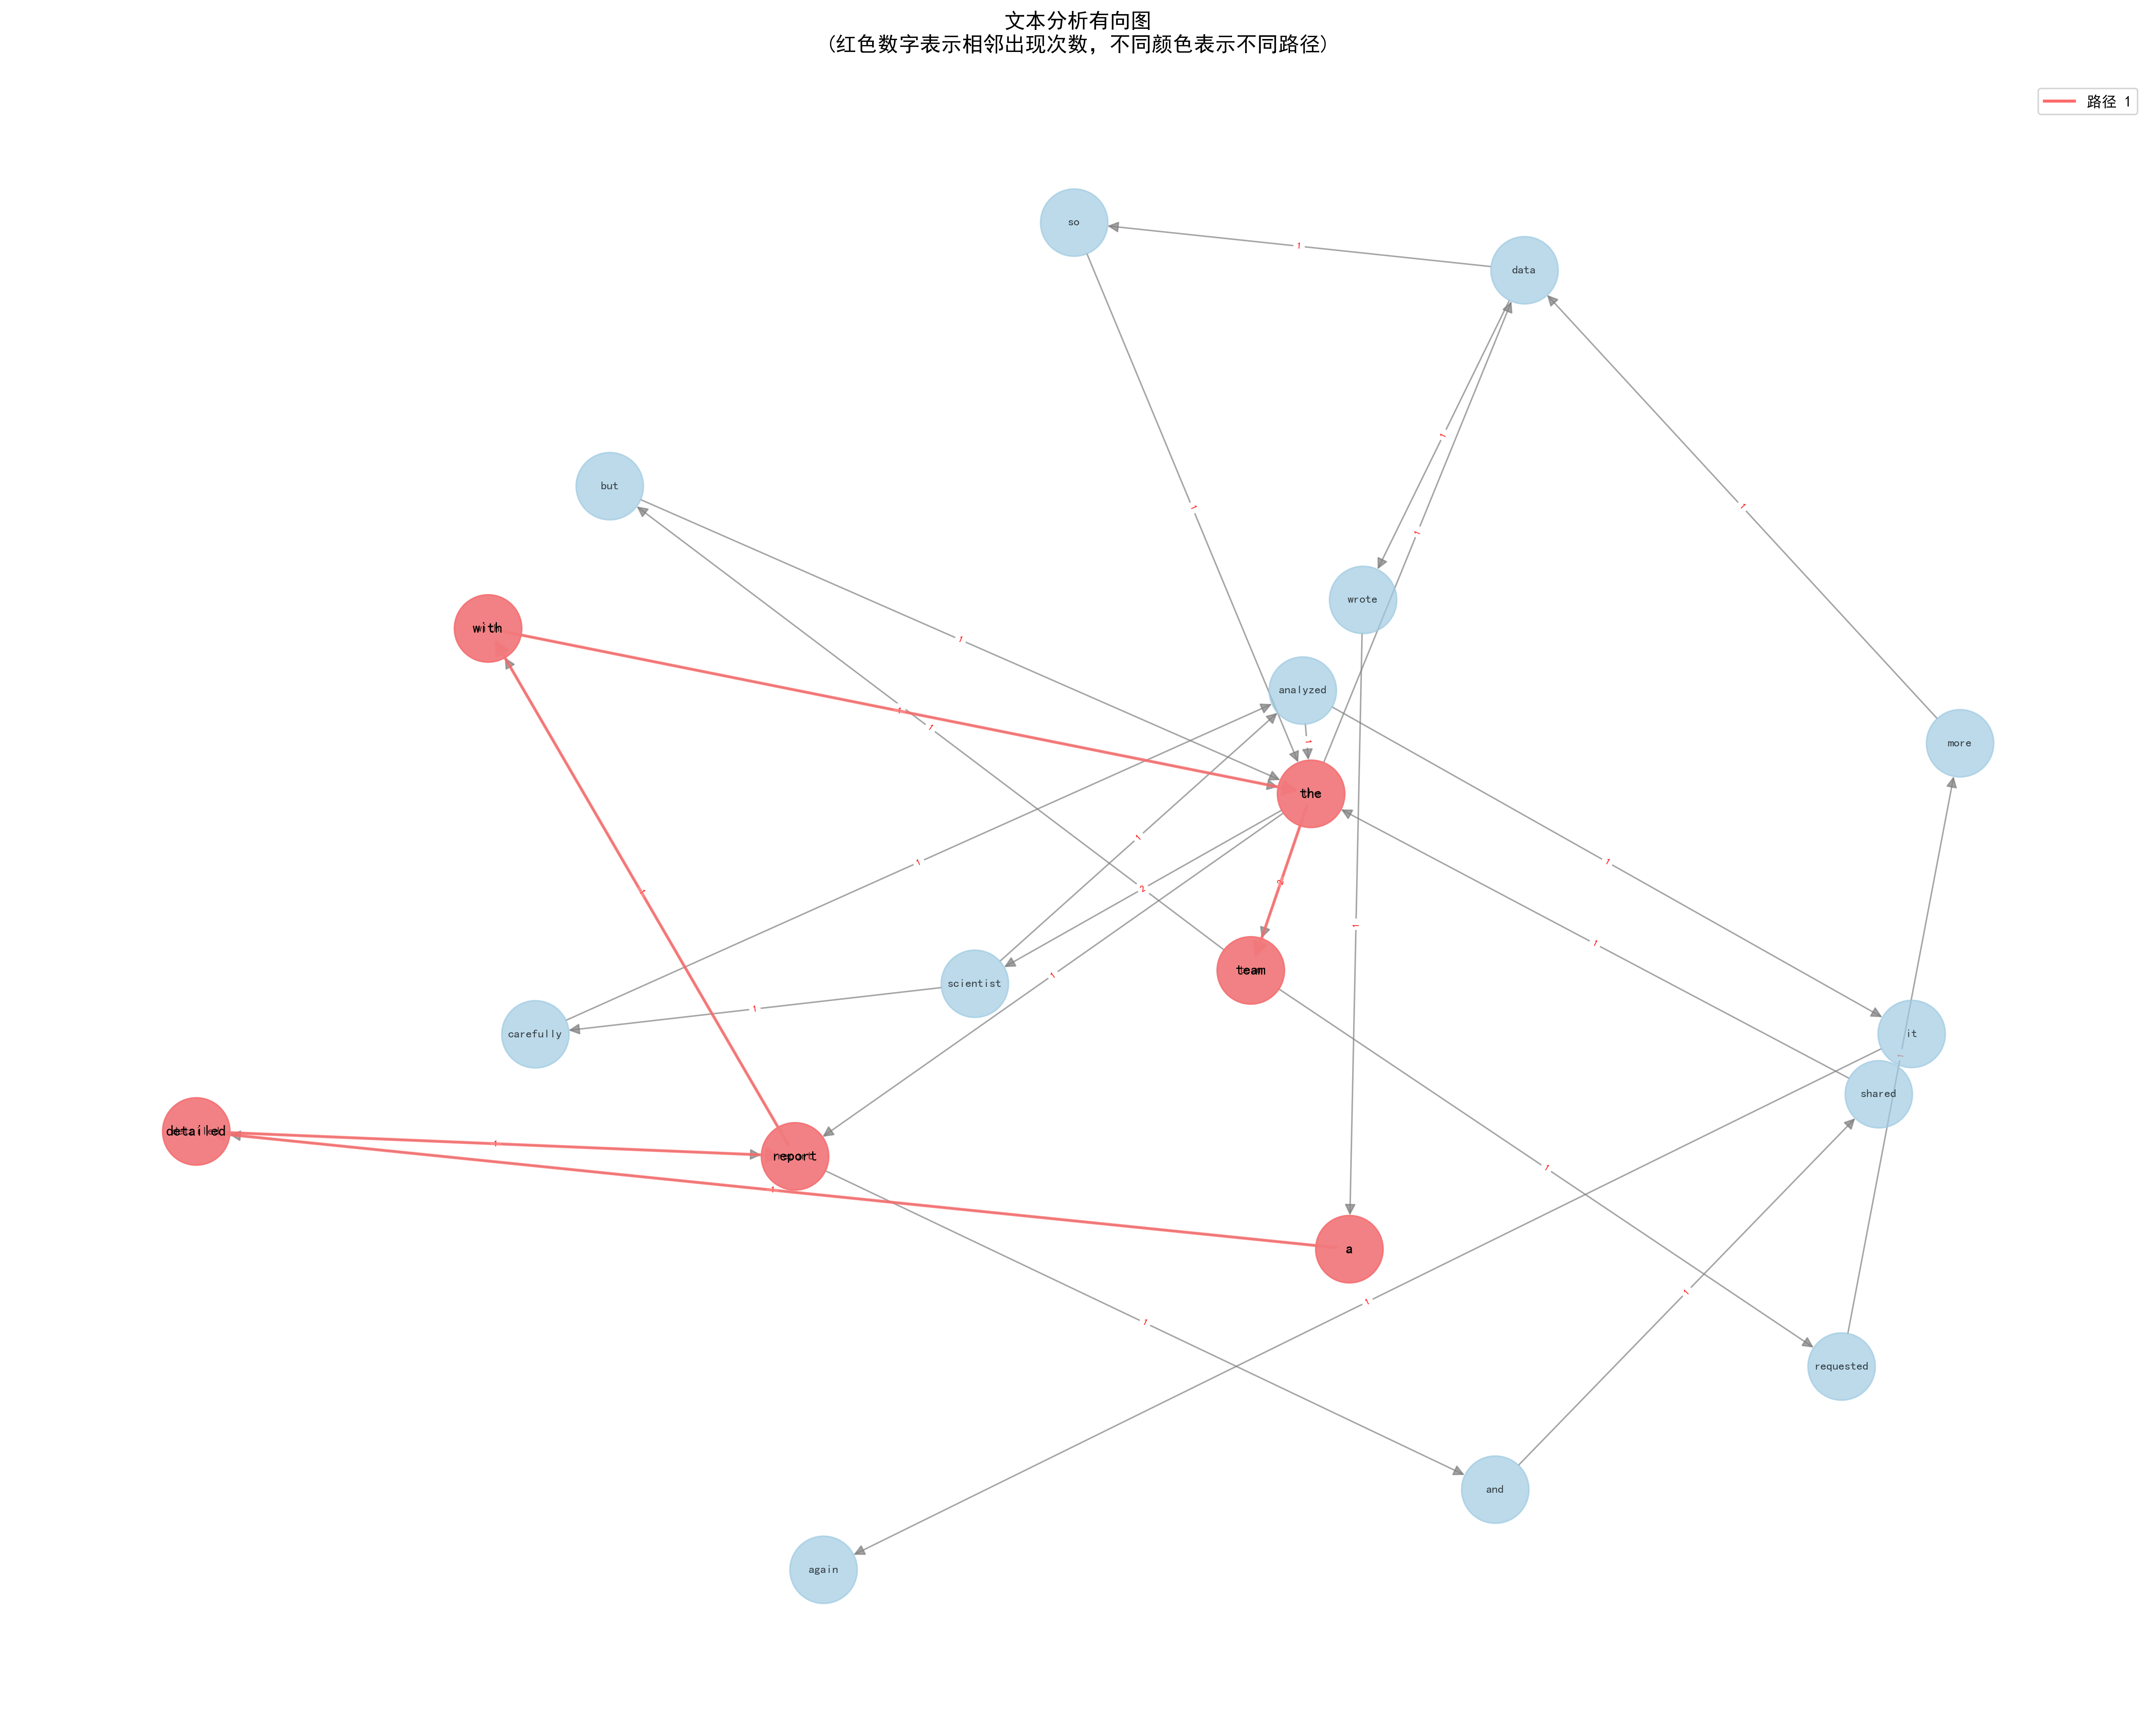 文本分析有向图
(红色数字表示相邻出现次数，不同颜色表示不同路径)
路径 1
so
1
data
but
1
1
1
1
wrote
with
1
analyzed
more
1
1
1
the
1
1
1
2
2
1
1
team
1
scientist
1
1
carefully
it
1
shared
detailed
1
report
1
1
a
1
1
1
requested
and
again